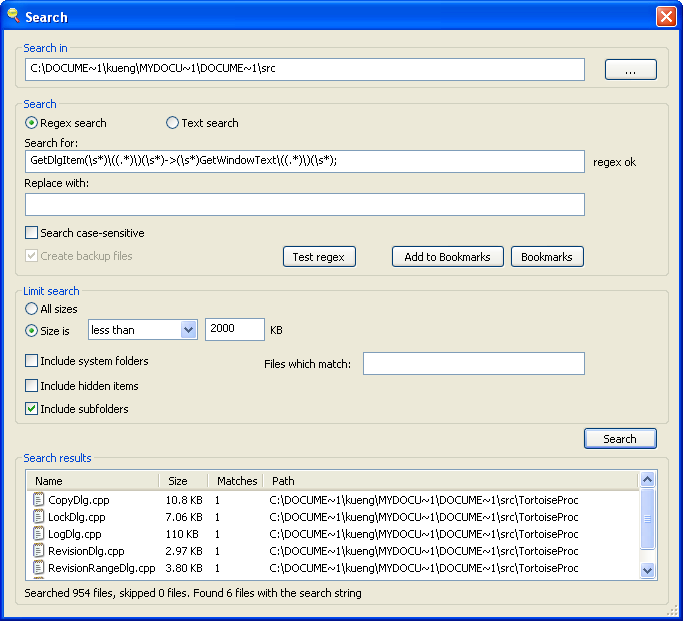 Search
Search in
C:\DOCUME~1\kueng\MYDOCU~1\DOCUME~1\src
...
Search
Regex search Text search
Search for:
GetDlgItem(\s*)\((.*)\)(\s*)->(\s*)GetWindowText\((.*)\)(\s*); regex ok
Replace with:
Search case-sensitive
Create backup files Test regex Add to Bookmarks Bookmarks
Limit search
All sizes
Size is less than 2000 KB
Include system folders Files which match:
Include hidden items
Include subfolders
Search
Search results
Name Size Matches Path
CopyDlg.cpp 10.8 KB 1 C:\DOCUME~1\kueng\MYDOCU~1\DOCUME~1\src\TortoiseProc
LockDlg.cpp 7.06 KB 1 C:\DOCUME~1\kueng\MYDOCU~1\DOCUME~1\src\TortoiseProc
LogDlg.cpp 110 KB 1 C:\DOCUME~1\kueng\MYDOCU~1\DOCUME~1\src\TortoiseProc
RevisionDlg.cpp 2.97 KB 1 C:\DOCUME~1\kueng\MYDOCU~1\DOCUME~1\src\TortoiseProc
RevisionRangeDlg.cpp 3.80 KB 1 C:\DOCUME~1\kueng\MYDOCU~1\DOCUME~1\src\TortoiseProc
Searched 954 files, skipped 0 files. Found 6 files with the search string